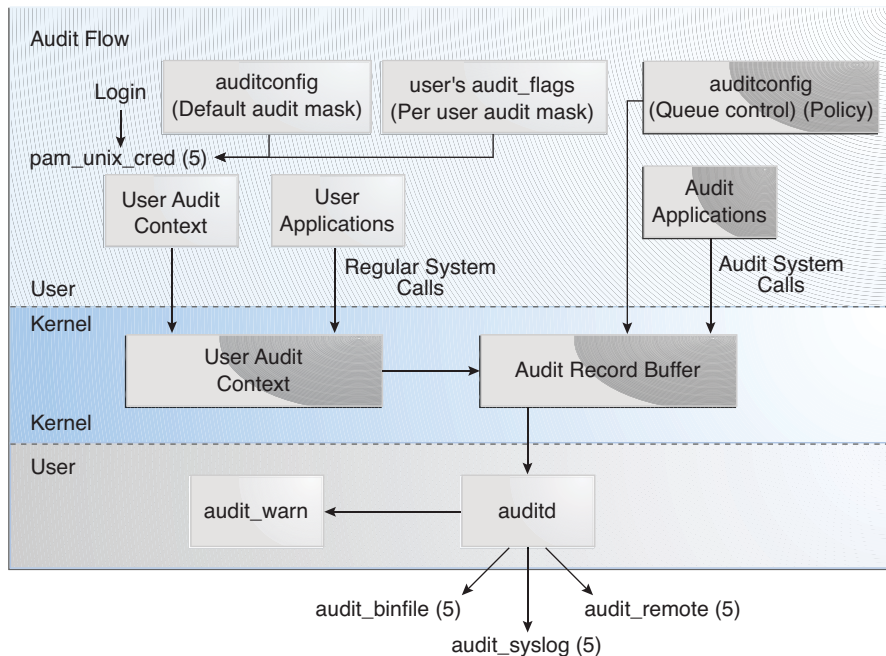 Audit Flow
Login
auditconfig
(Default audit mask)
user's audit_flags
(Per user audit mask)
auditconfig
(Queue control) (Policy)
pam_unix_cred (5)
User Audit
Context
User
Applications
Audit
Applications
Regular System
Calls
Audit System
Calls
User
Kernel
User Audit
Context
Audit Record Buffer
Kernel
User
audit_warn
auditd
audit_binfile (5)
audit_remote (5)
audit_syslog (5)